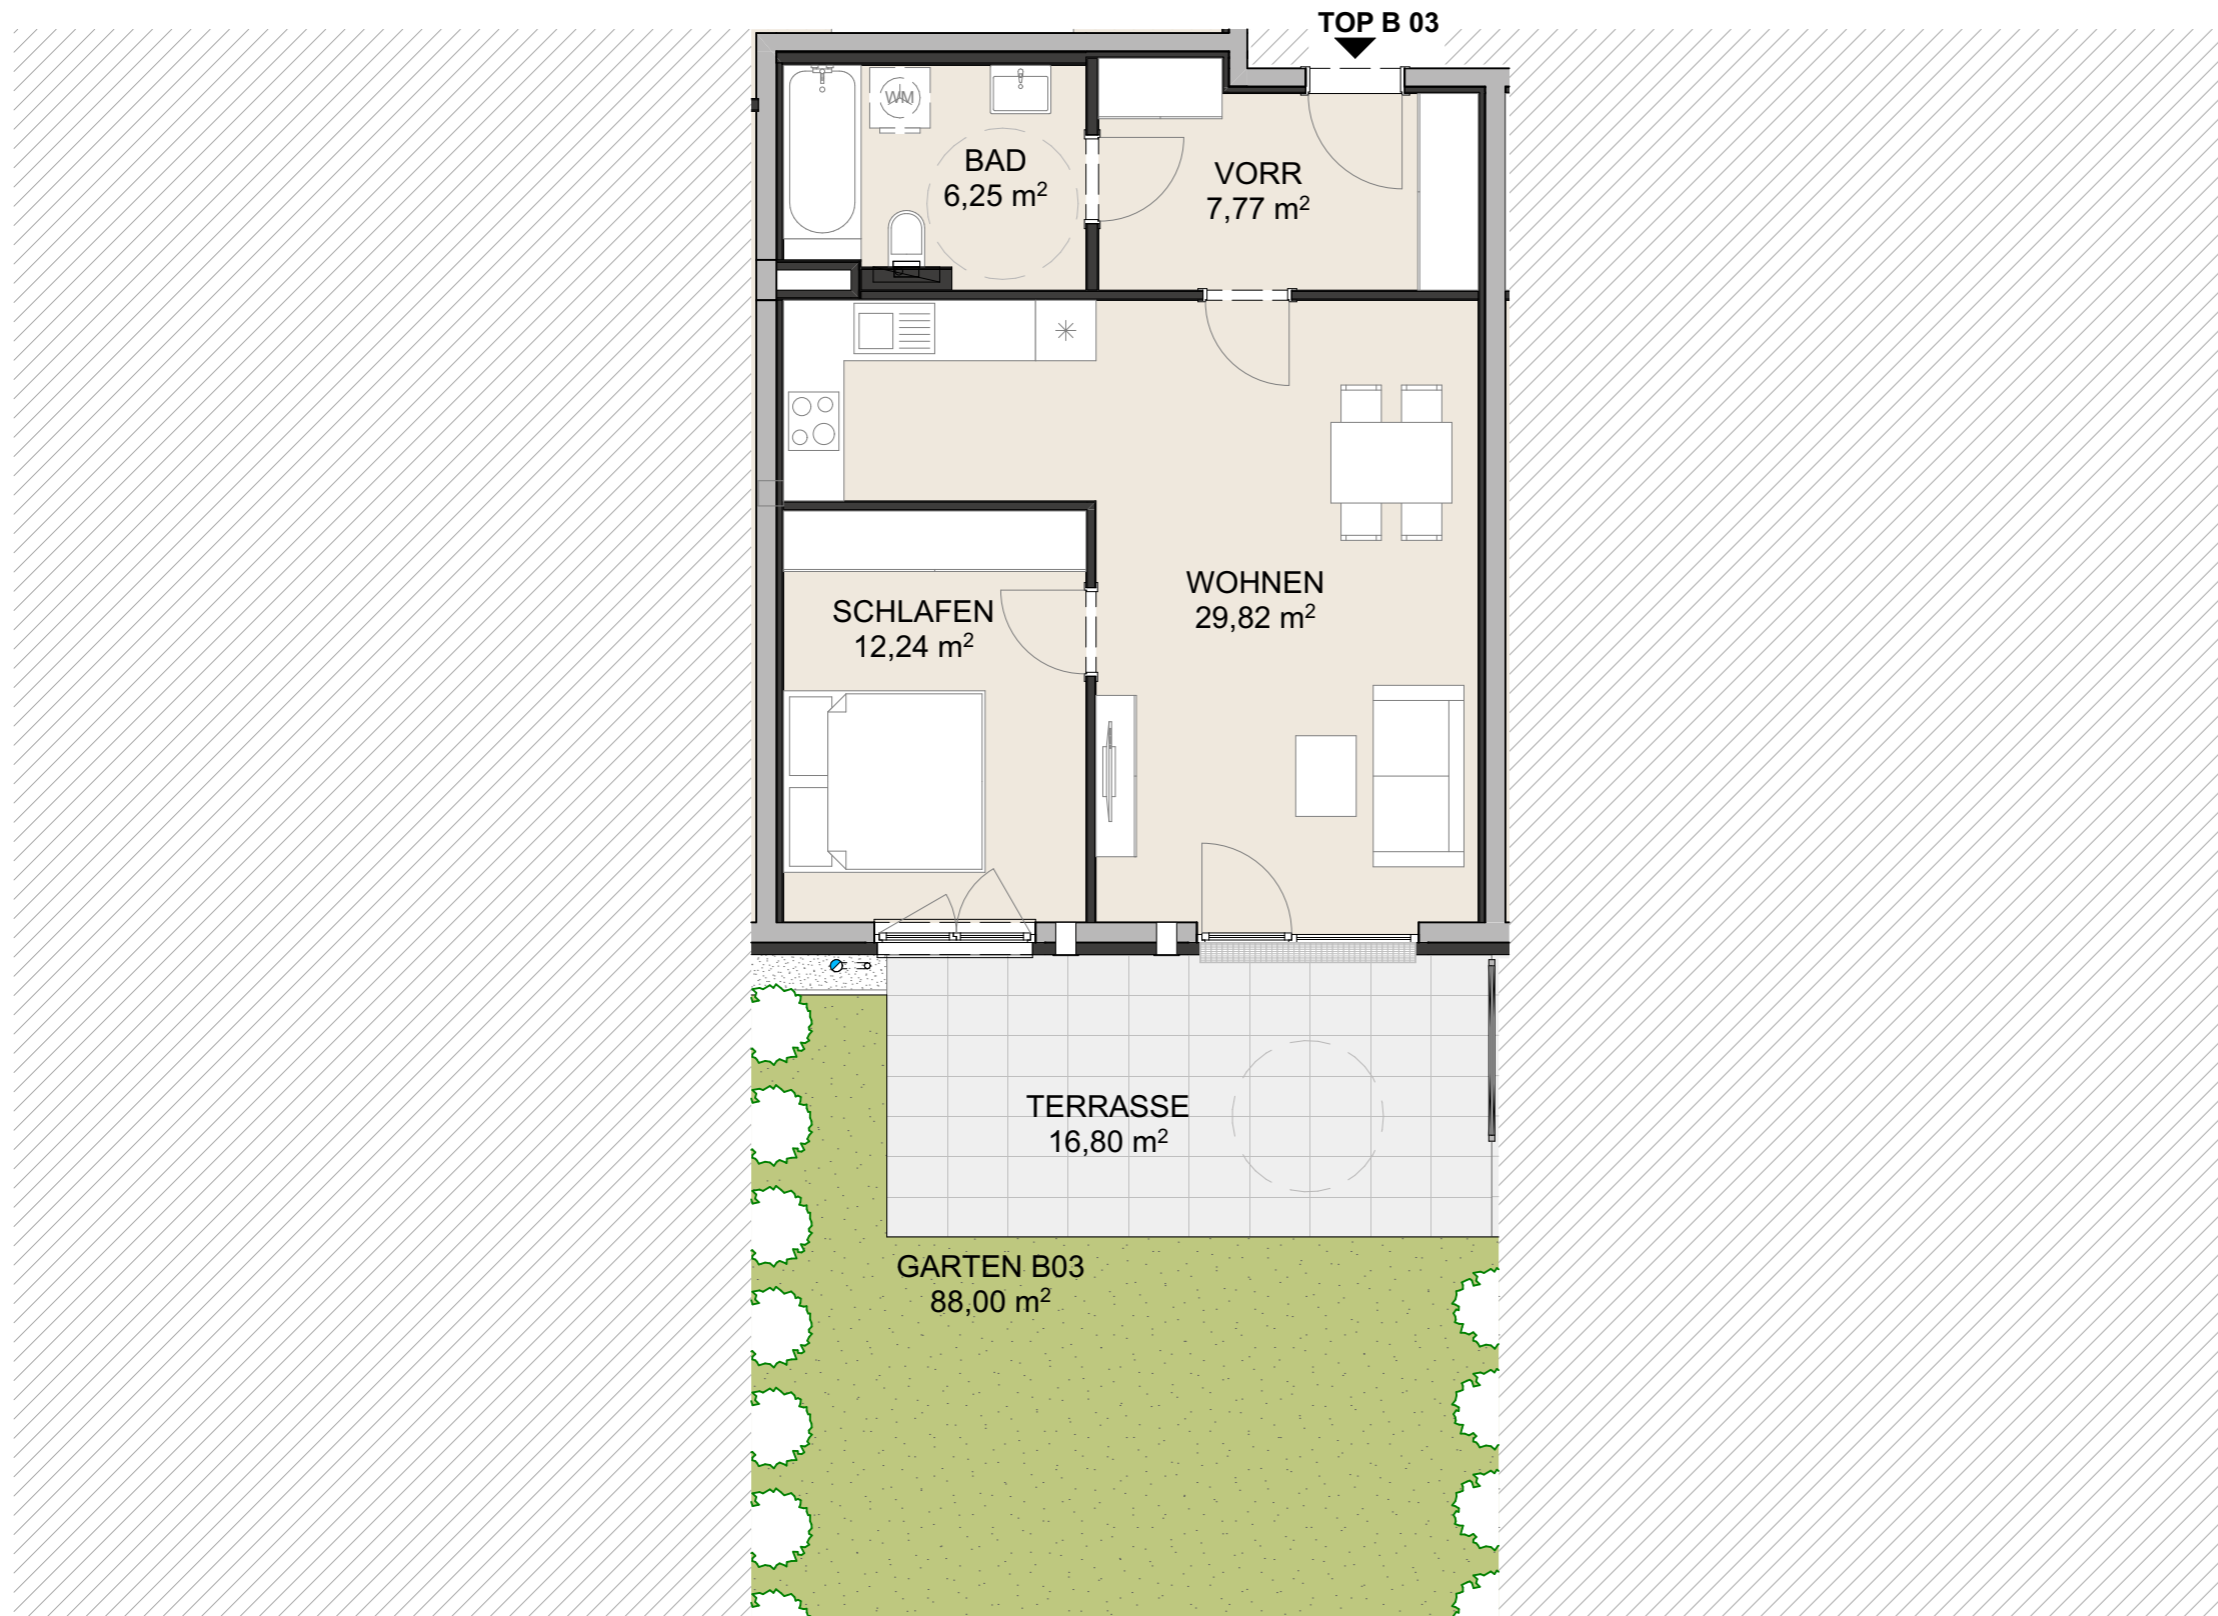 TOP B 03
WM
BAD
6,25 m²
VORR
7,77 m²
WOHNEN
29,82 m²
SCHLAFEN
12,24 m²
TERRASSE
16,80 m²
GARTEN B03
88,00 m²